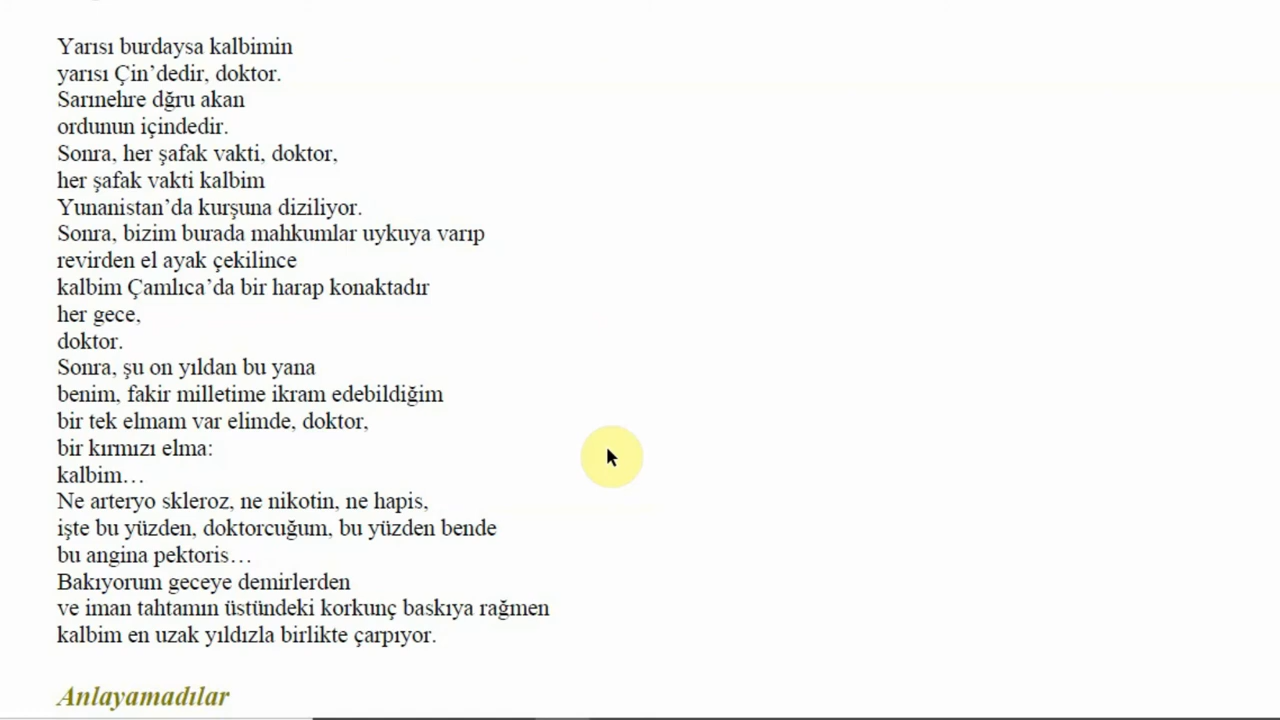 Yarısı burdaysa kalbimin
yarısı Çin’dedir, doktor.
Sarınehre dğru akan
ordunun içindedir.
Sonra, her şafak vakti, doktor,
her şafak vakti kalbim
Yunanistan’da kurşuna diziliyor.
Sonra, bizim burada mahkumlar uykuya varıp
revirden el ayak çekilince
kalbim Çamlıca’da bir harap konaktadır
her gece,
doktor.
Sonra, şu on yıldan bu yana
benim, fakir milletime ikram edebildiğim
bir tek elmam var elimde, doktor,
bir kırmızı elma:
kalbim…
Ne arteryo skleroz, ne nikotin, ne hapis,
işte bu yüzden, doktorcuğum, bu yüzden bende
bu angina pektoris…
Bakıyorum geceye demirlerden
ve iman tahtamın üstündeki korkunç baskıya rağmen
kalbim en uzak yıldızla birlikte çarpıyor.
Anlayamadılar